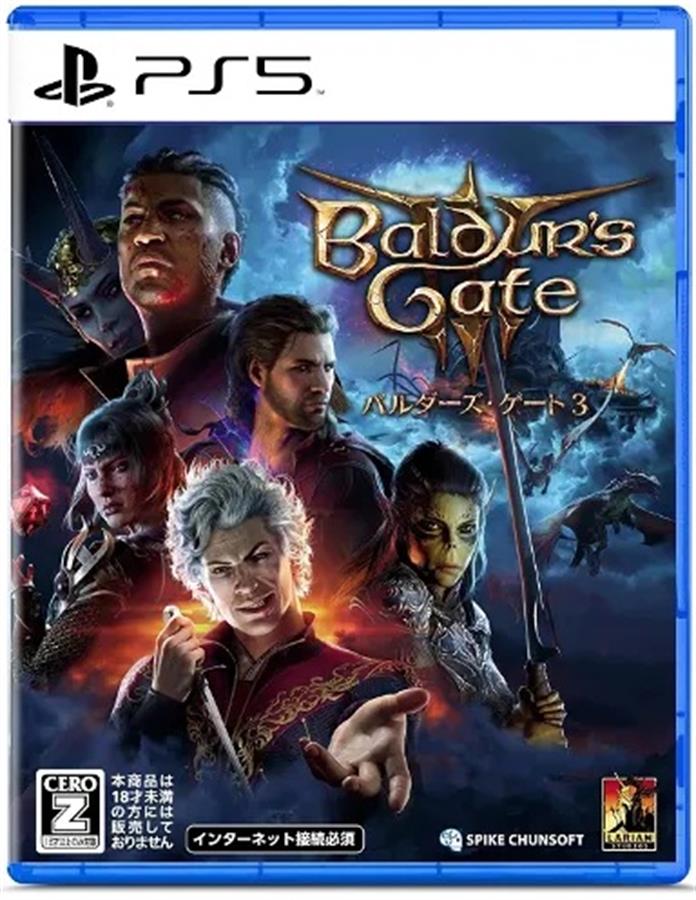 PS5
Baldur's
Gate
III
バルダーズ・ゲート3
CERO
Z
本商品は
18才未満
の方には
販売して
おりません
インターネット接続必須
SPIKE CHUNSOFT
LARIAN
STUDIOS